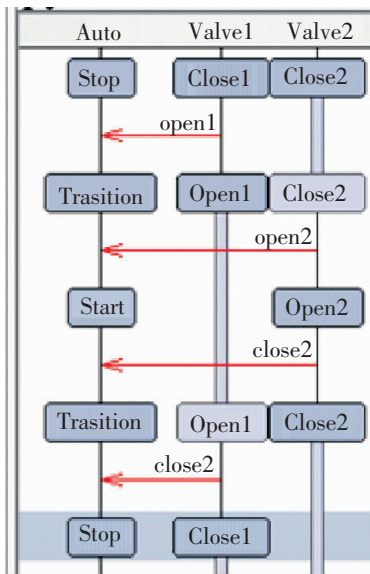 Auto Valve1 Valve2
Stop Close1 Close2
open1
Trasition Open1 Close2
open2
Start Open2
close2
Trasition Open1 Close2
close2
Stop Close1